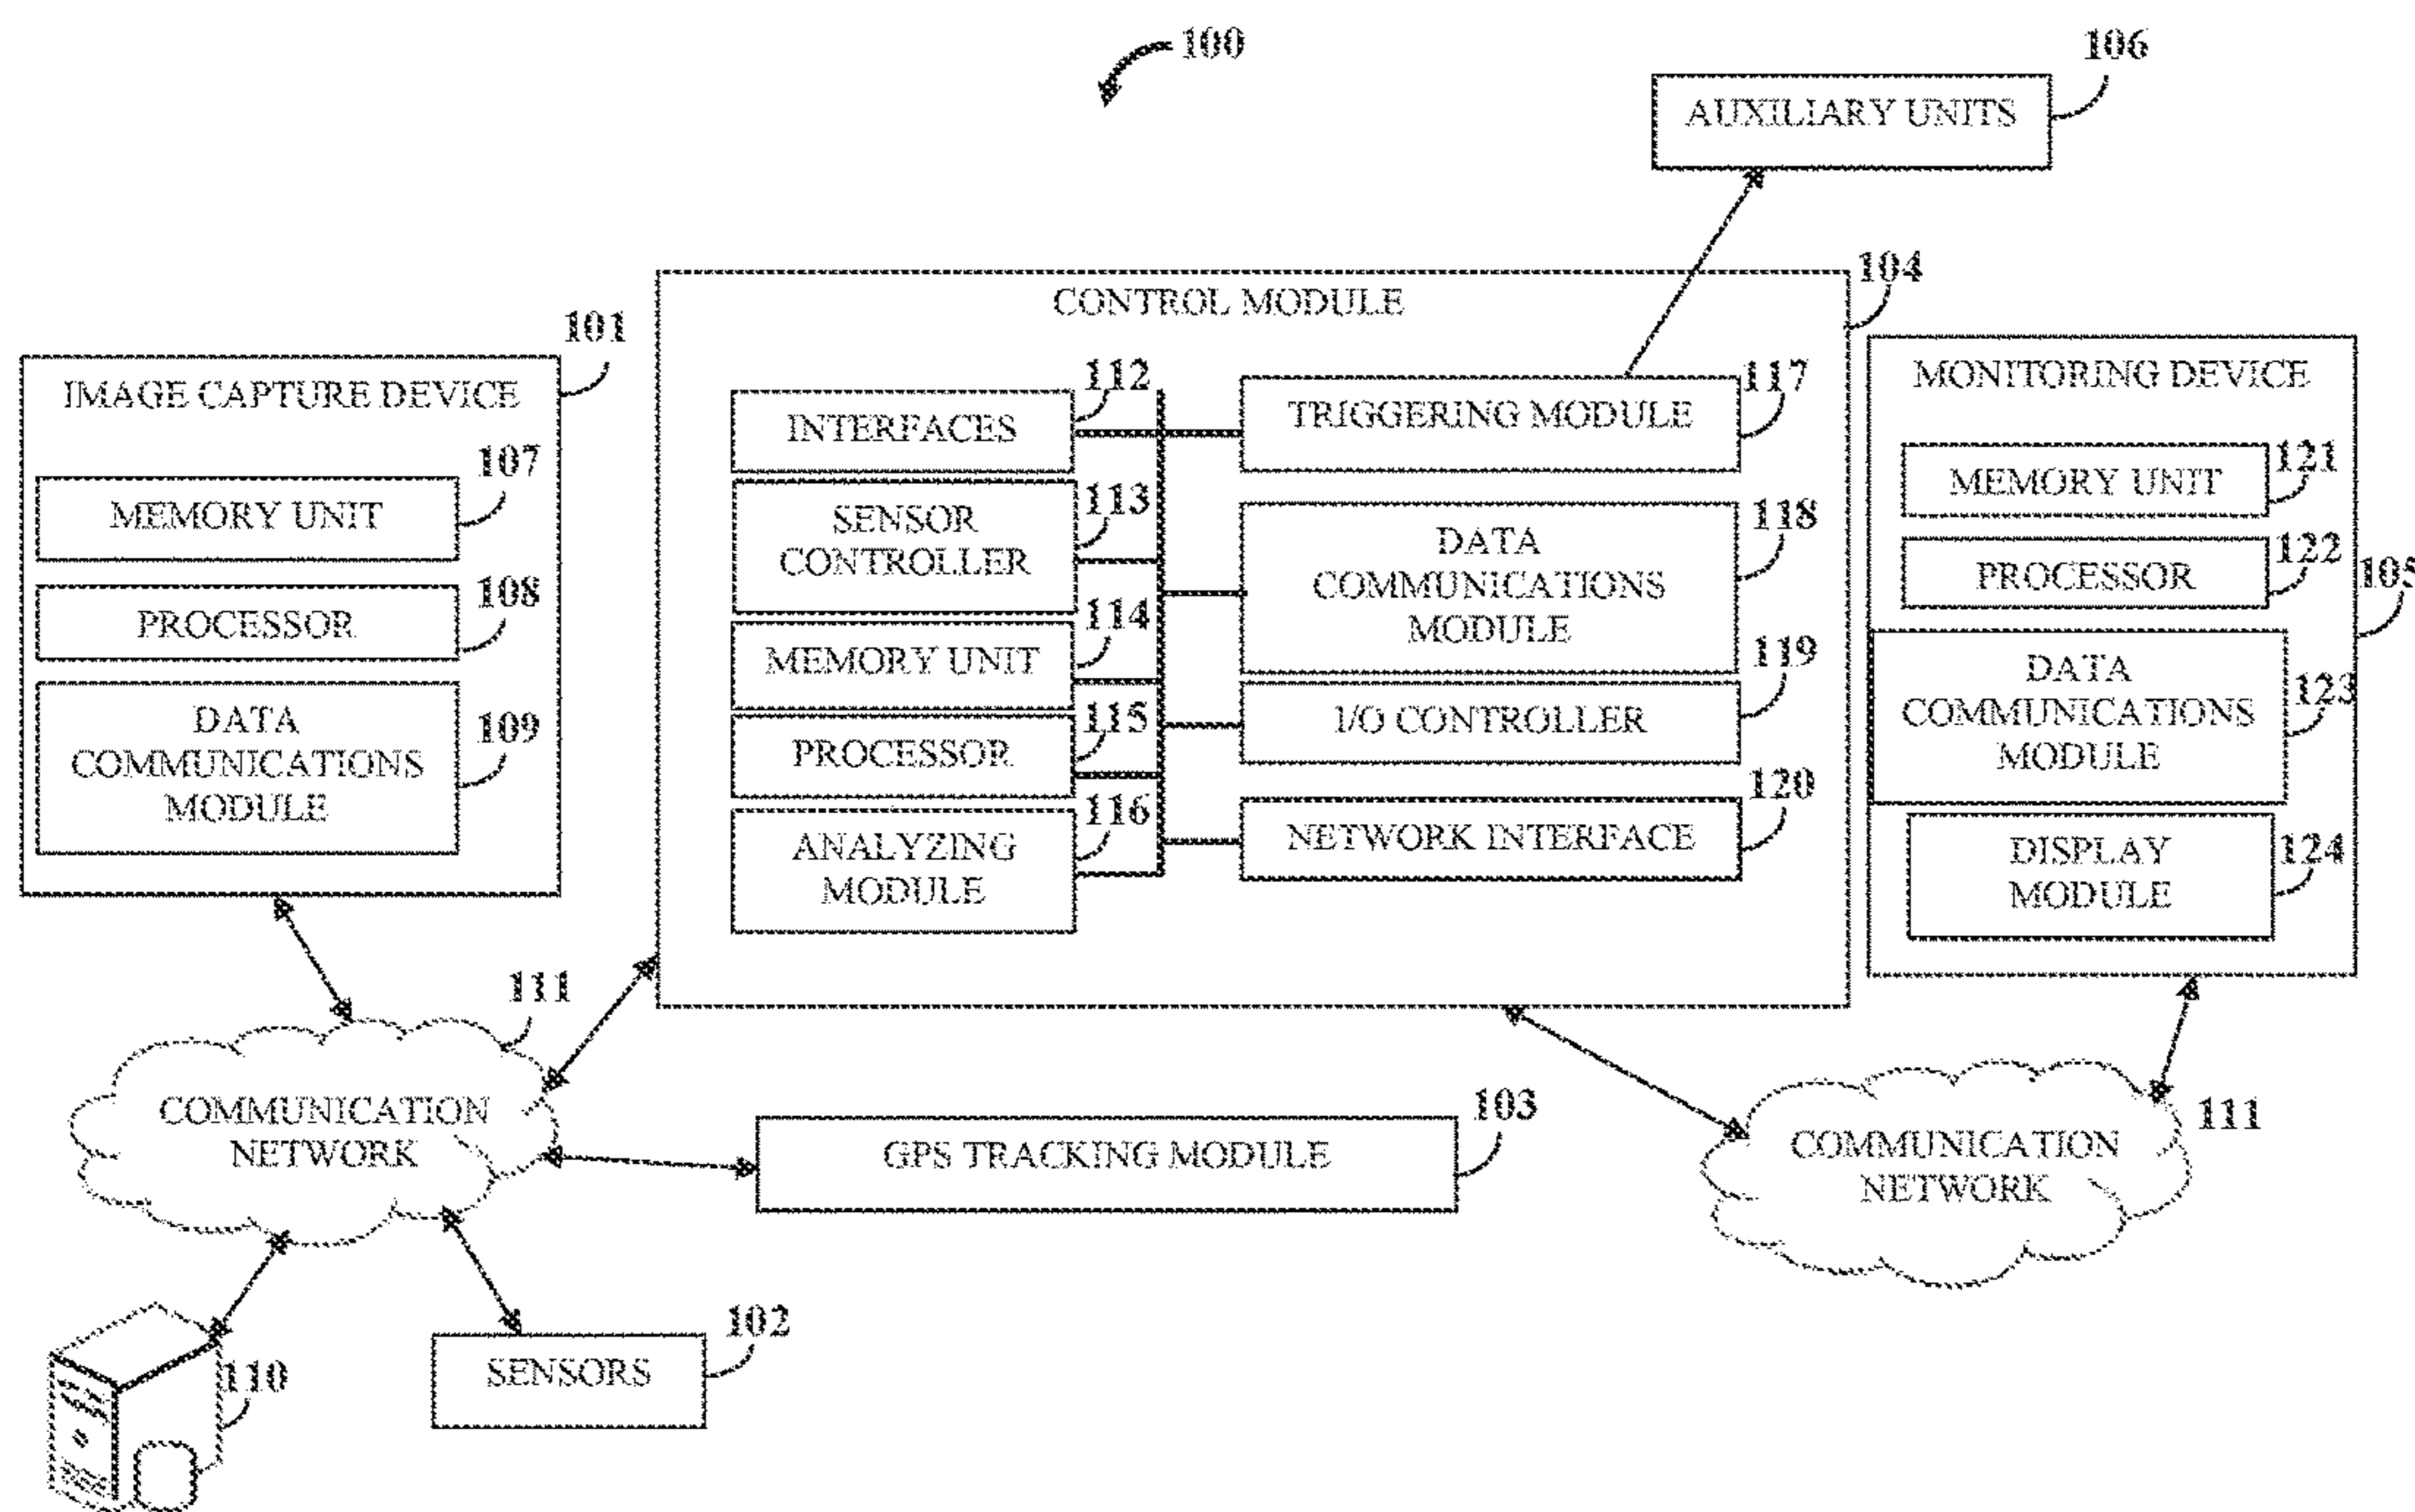 100
106
AUXILIARY UNITS
104
CONTROL MODULE
101
IMAGE CAPTURE DEVICE
107
MEMORY UNIT
108
PROCESSOR
109
DATA
COMMUNICATIONS
MODULE
112
INTERFACES
113
SENSOR
CONTROLLER
114
MEMORY UNIT
115
PROCESSOR
116
ANALYZING
MODULE
117
TRIGGERING MODULE
118
DATA
COMMUNICATIONS
MODULE
119
I/O CONTROLLER
120
NETWORK INTERFACE
MONITORING DEVICE
105
121
MEMORY UNIT
122
PROCESSOR
123
DATA
COMMUNICATIONS
MODULE
124
DISPLAY
MODULE
111
COMMUNICATION
NETWORK
103
GPS TRACKING MODULE
111
COMMUNICATION
NETWORK
110
102
SENSORS